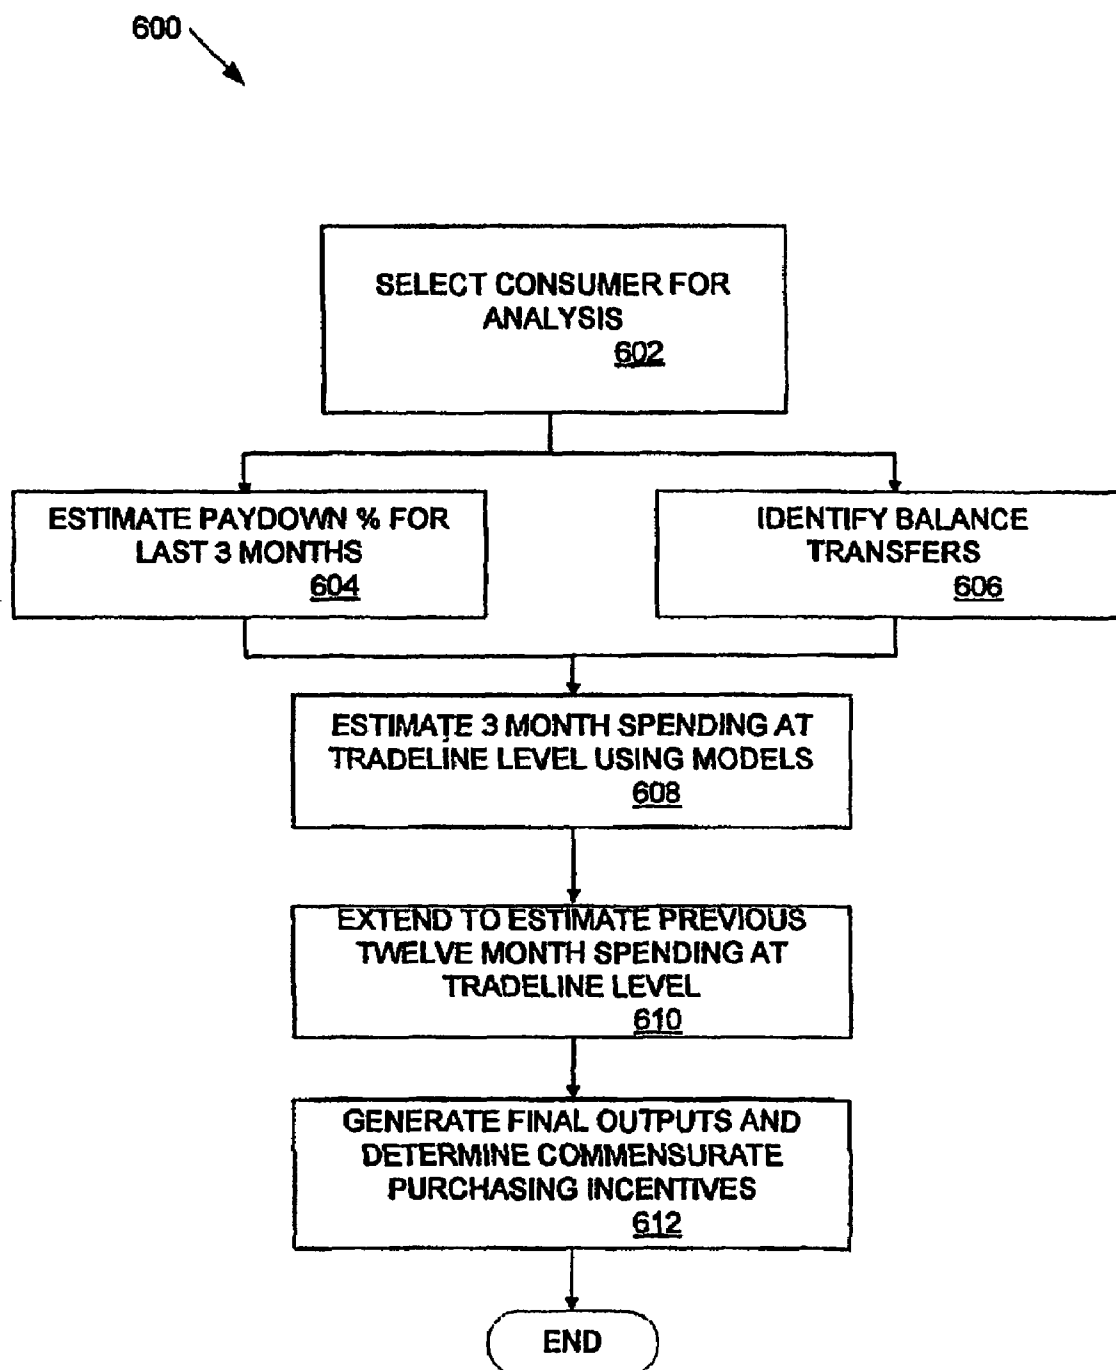 600
SELECT CONSUMER FOR
ANALYSIS
602
ESTIMATE PAYDOWN % FOR
LAST 3 MONTHS
604
IDENTIFY BALANCE
TRANSFERS
606
ESTIMATE 3 MONTH SPENDING AT
TRADELINE LEVEL USING MODELS
608
EXTEND TO ESTIMATE PREVIOUS
TWELVE MONTH SPENDING AT
TRADELINE LEVEL
610
GENERATE FINAL OUTPUTS AND
DETERMINE COMMENSURATE
PURCHASING INCENTIVES
612
END